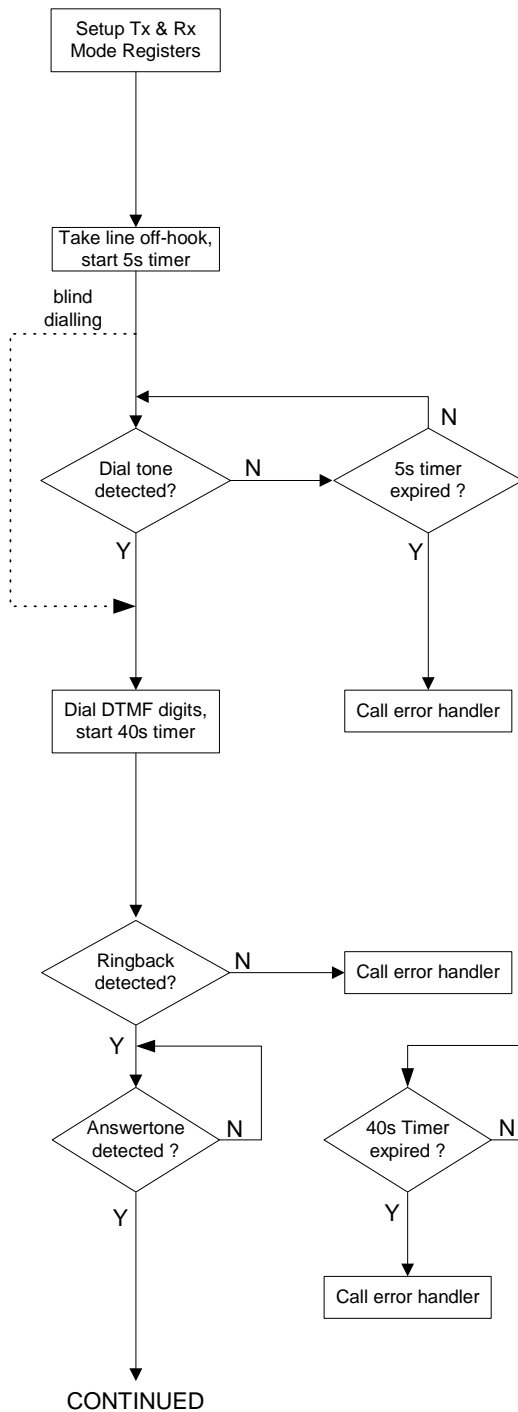 Setup Tx & Rx
Mode Registers
Take line off-hook,
start 5s timer
blind
dialling
N
Dial tone
detected?
N
5s timer
expired ?
Y
Y
Dial DTMF digits,
start 40s timer
Call error handler
Ringback
detected?
N
Call error handler
Y
Answertone
detected ?
N
40s Timer
expired ?
N
Y
Y
Call error handler
CONTINUED